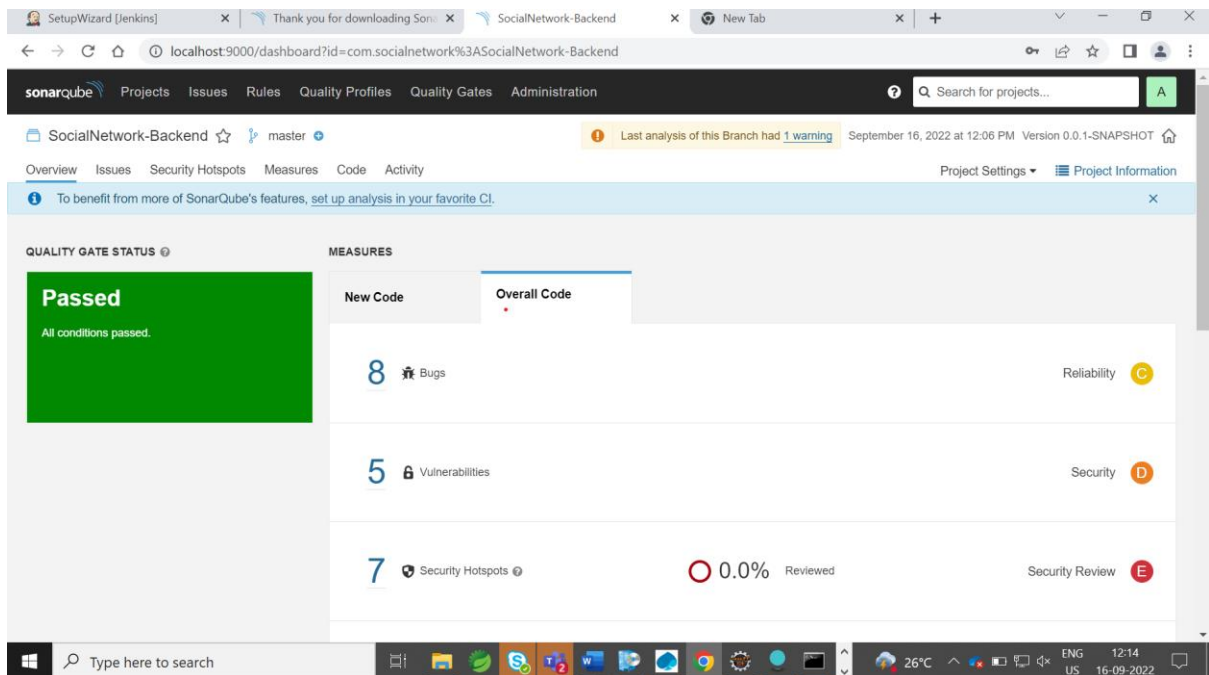 SetupWizard [Jenkins]
Thank you for downloading Sona
SocialNetwork-Backend
New Tab
localhost:9000/dashboard?id=com.socialnetwork%3ASocialNetwork-Backend
sonarqube Projects Issues Rules Quality Profiles Quality Gates Administration
Search for projects...
A
SocialNetwork-Backend master
Last analysis of this Branch had 1 warning
September 16, 2022 at 12:06 PM Version 0.0.1-SNAPSHOT
Overview Issues Security Hotspots Measures Code Activity
Project Settings Project Information
To benefit from more of SonarQube's features, set up analysis in your favorite CI.
QUALITY GATE STATUS
MEASURES
Passed
All conditions passed.
New Code
Overall Code
8 Bugs
Reliability C
5 Vulnerabilities
Security D
7 Security Hotspots
0.0% Reviewed
Security Review E
Type here to search
2
26°C
ENG
US
12:14
16-09-2022